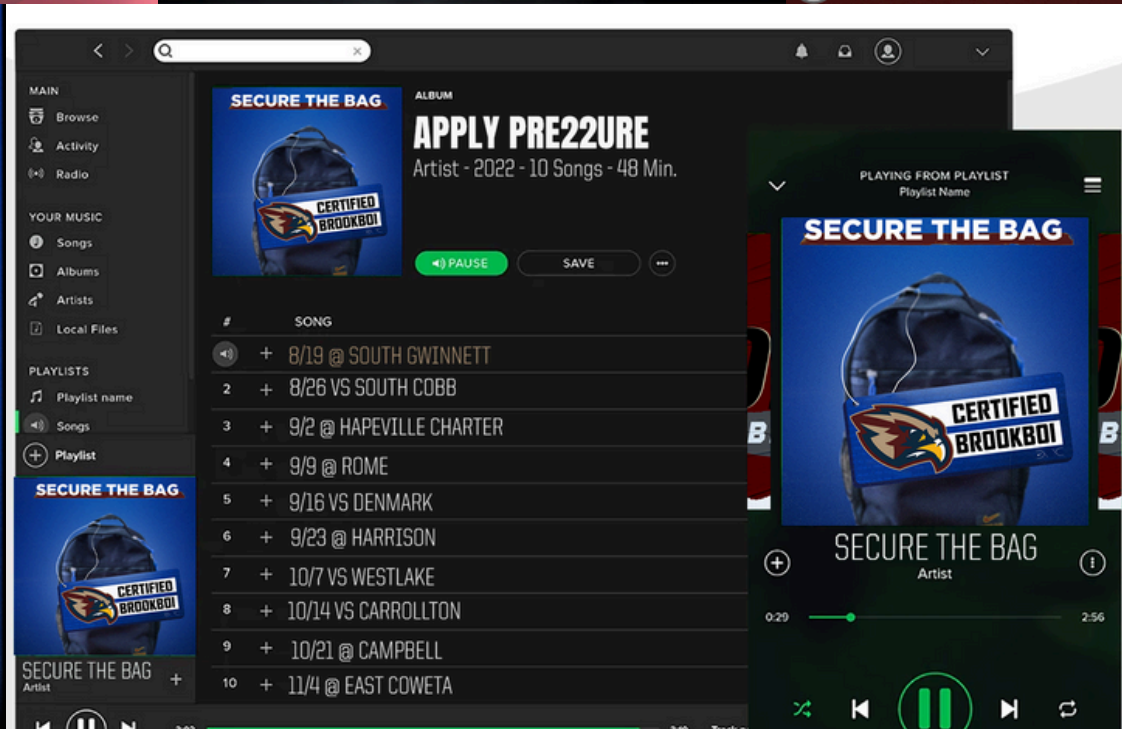 MAIN
Browse
Activity
Radio
YOUR MUSIC
Songs
Albums
Artists
Local Files
PLAYLISTS
Playlist name
Songs
Playlist
SECURE THE BAG
CERTIFIED
BROOKBOI
SECURE THE BAG
Artist
SECURE THE BAG
CERTIFIED
BROOKBOI
ALBUM
APPLY PRE22URE
Artist - 2022 - 10 Songs - 48 Min.
PAUSE
SAVE
# SONG
8/19 @ SOUTH GWINNETT
2 8/26 VS SOUTH COBB
3 9/2 @ HAPEVILLE CHARTER
4 9/9 @ ROME
5 9/16 VS DENMARK
6 9/23 @ HARRISON
7 10/7 VS WESTLAKE
8 10/14 VS CARROLLTON
9 10/21 @ CAMPBELL
10 11/4 @ EAST COWETA
PLAYING FROM PLAYLIST
Playlist Name
SECURE THE BAG
CERTIFIED
BROOKBOI
B
B
SECURE THE BAG
Artist
0:29
2:56